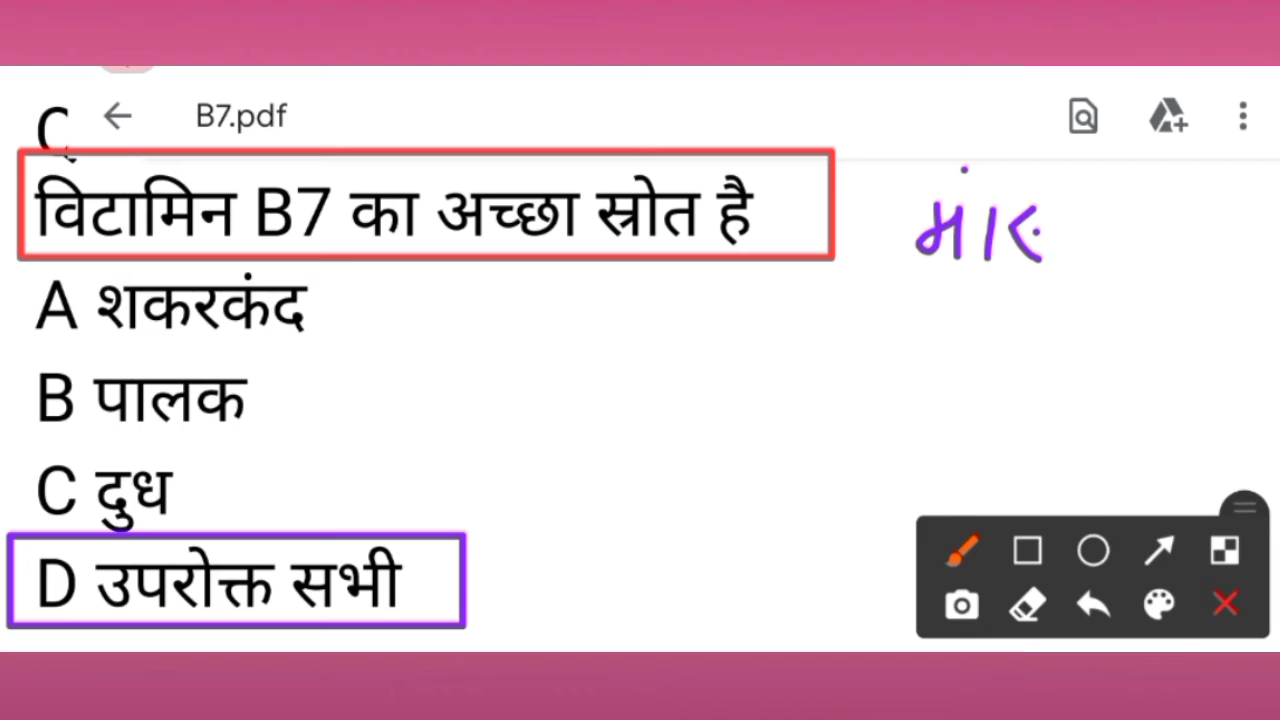 B7.pdf
विटामिन B7 का अच्छा स्रोत है
A शकरकंद
B पालक
C दुध
D उपरोक्त सभी